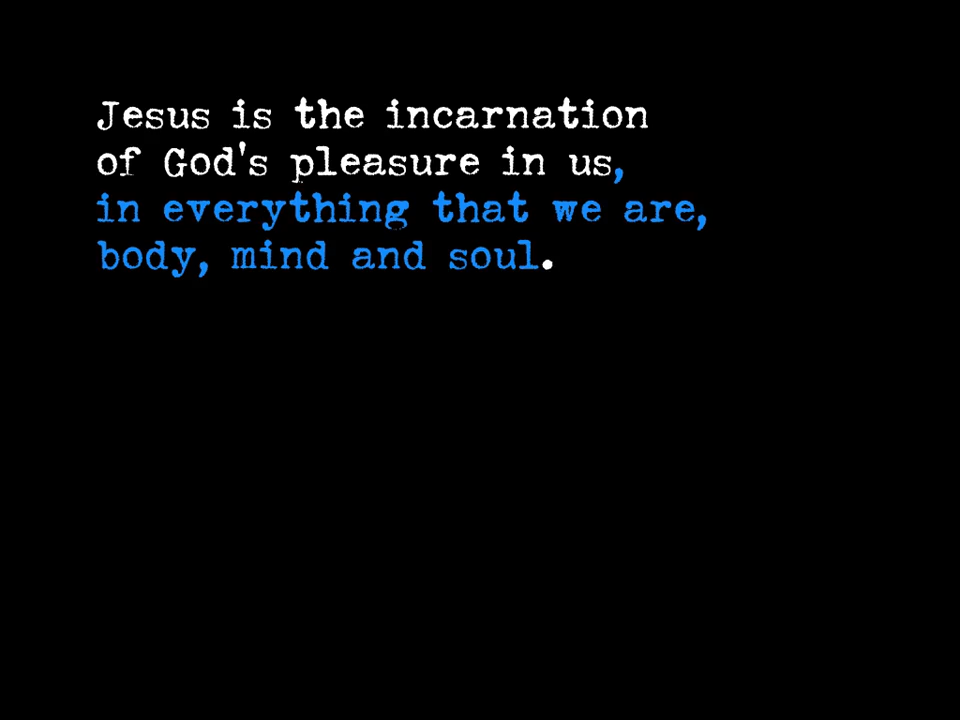 Jesus is the incarnation
of God's pleasure in us,
in everything that we are,
body, mind and soul.